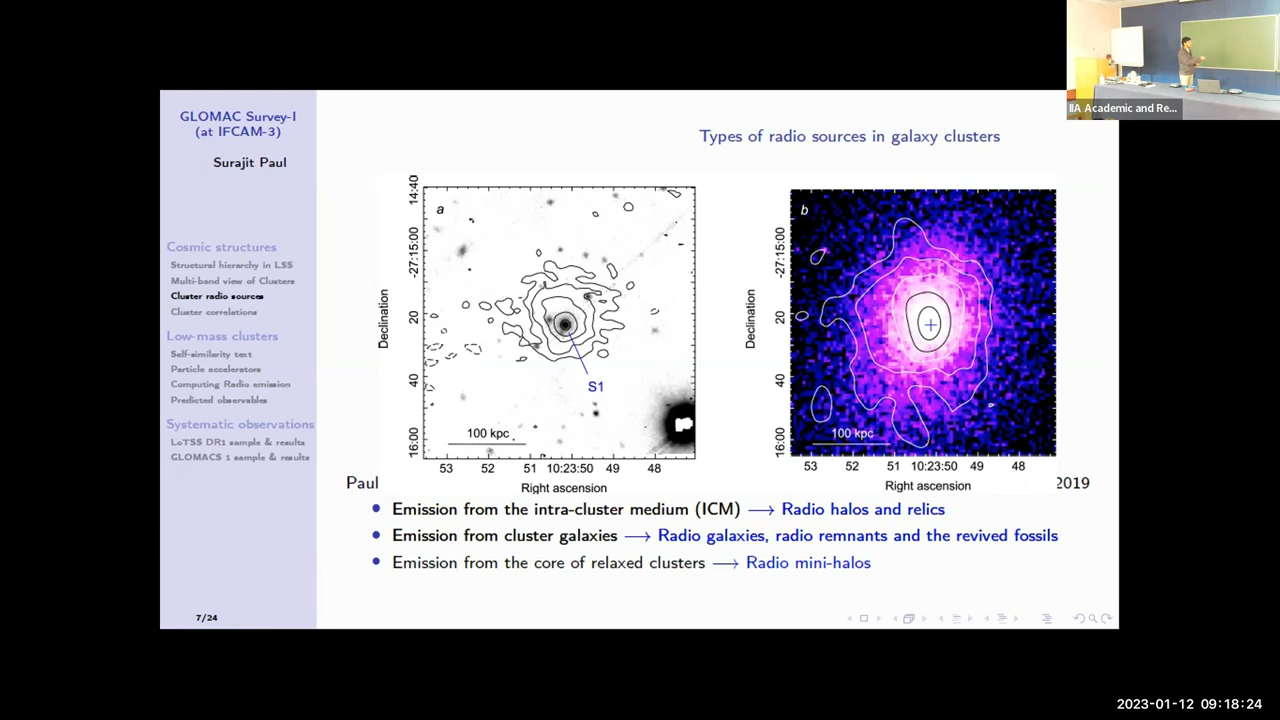 IIA Academic and Re...
GLOMAC Survey-I
(at IFCAM-3)
Surajit Paul
Cosmic structures
Structural hierarchy in LSS
Multi-band view of Clusters
Cluster radio sources
Cluster correlations
Low-mass clusters
Self-similarity text
Particle accelerators
Computing Radio emission
Predicted observables
Systematic observations
LoTSS DR1 sample & results
GLOMACS 1 sample & results
7/24
Types of radio sources in galaxy clusters
a
14:40
-27:15:00
20
40
16:00
Declination
S1
100 kpc
53 52 51 10:23:50 49 48
Right ascension
b
-27:15:00
20
40
16:00
Declination
100 kpc
53 52 51 10:23:50 49 48
Right ascension
Paul
2019
• Emission from the intra-cluster medium (ICM) ⟶ Radio halos and relics
• Emission from cluster galaxies ⟶ Radio galaxies, radio remnants and the revived fossils
• Emission from the core of relaxed clusters ⟶ Radio mini-halos
2023-01-12 09:18:24